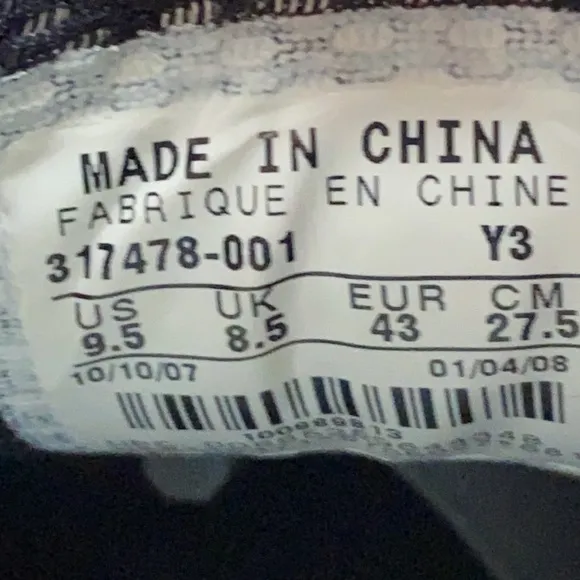 MADE IN CHINA
FABRIQUE EN CHINE
317478-001 Y3
US UK EUR CM
9.5 8.5 43 27.5
10/10/07 01/04/08